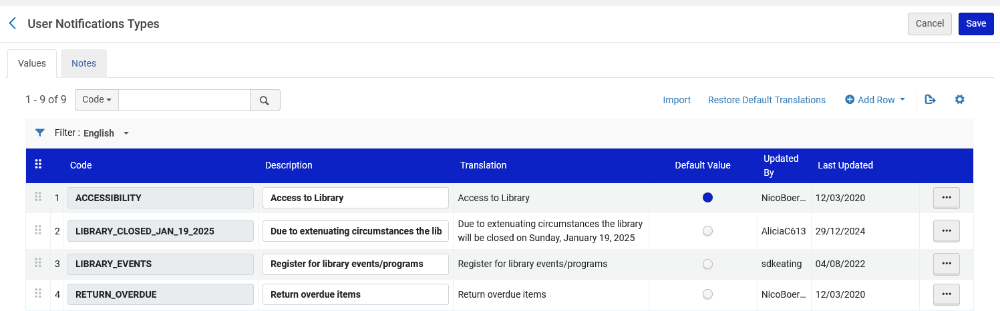 User Notifications Types
Cancel
Save
Values
Notes
1 - 9 of 9
Code
Import
Restore Default Translations
Add Row
Filter : English
Code
Description
Translation
Default Value
Updated
By
Last Updated
1
ACCESSIBILITY
Access to Library
Access to Library
NicoBoer...
12/03/2020
2
LIBRARY_CLOSED_JAN_19_2025
Due to extenuating circumstances the lib
Due to extenuating circumstances the library
will be closed on Sunday, January 19, 2025
AliciaC613
29/12/2024
3
LIBRARY_EVENTS
Register for library events/programs
Register for library events/programs
sdkeating
04/08/2022
4
RETURN_OVERDUE
Return overdue items
Return overdue items
NicoBoer...
12/03/2020